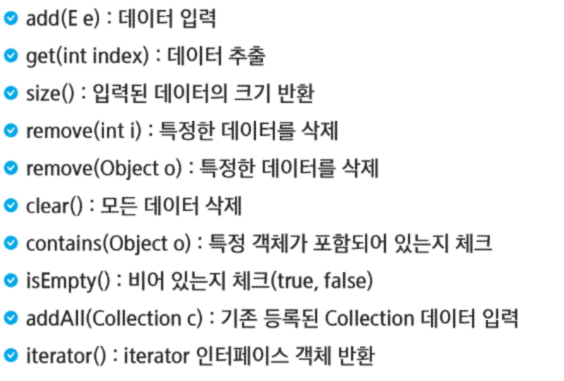 add(E e) : 데이터 입력
get(int index) : 데이터 추출
size() : 입력된 데이터의 크기 반환
remove(int i) : 특정한 데이터를 삭제
remove(Object o) : 특정한 데이터를 삭제
clear() : 모든 데이터 삭제
contains(Object o) : 특정 객체가 포함되어 있는지 체크
isEmpty() : 비어 있는지 체크(true, false)
addAll(Collection c) : 기존 등록된 Collection 데이터 입력
iterator() : iterator 인터페이스 객체 반환